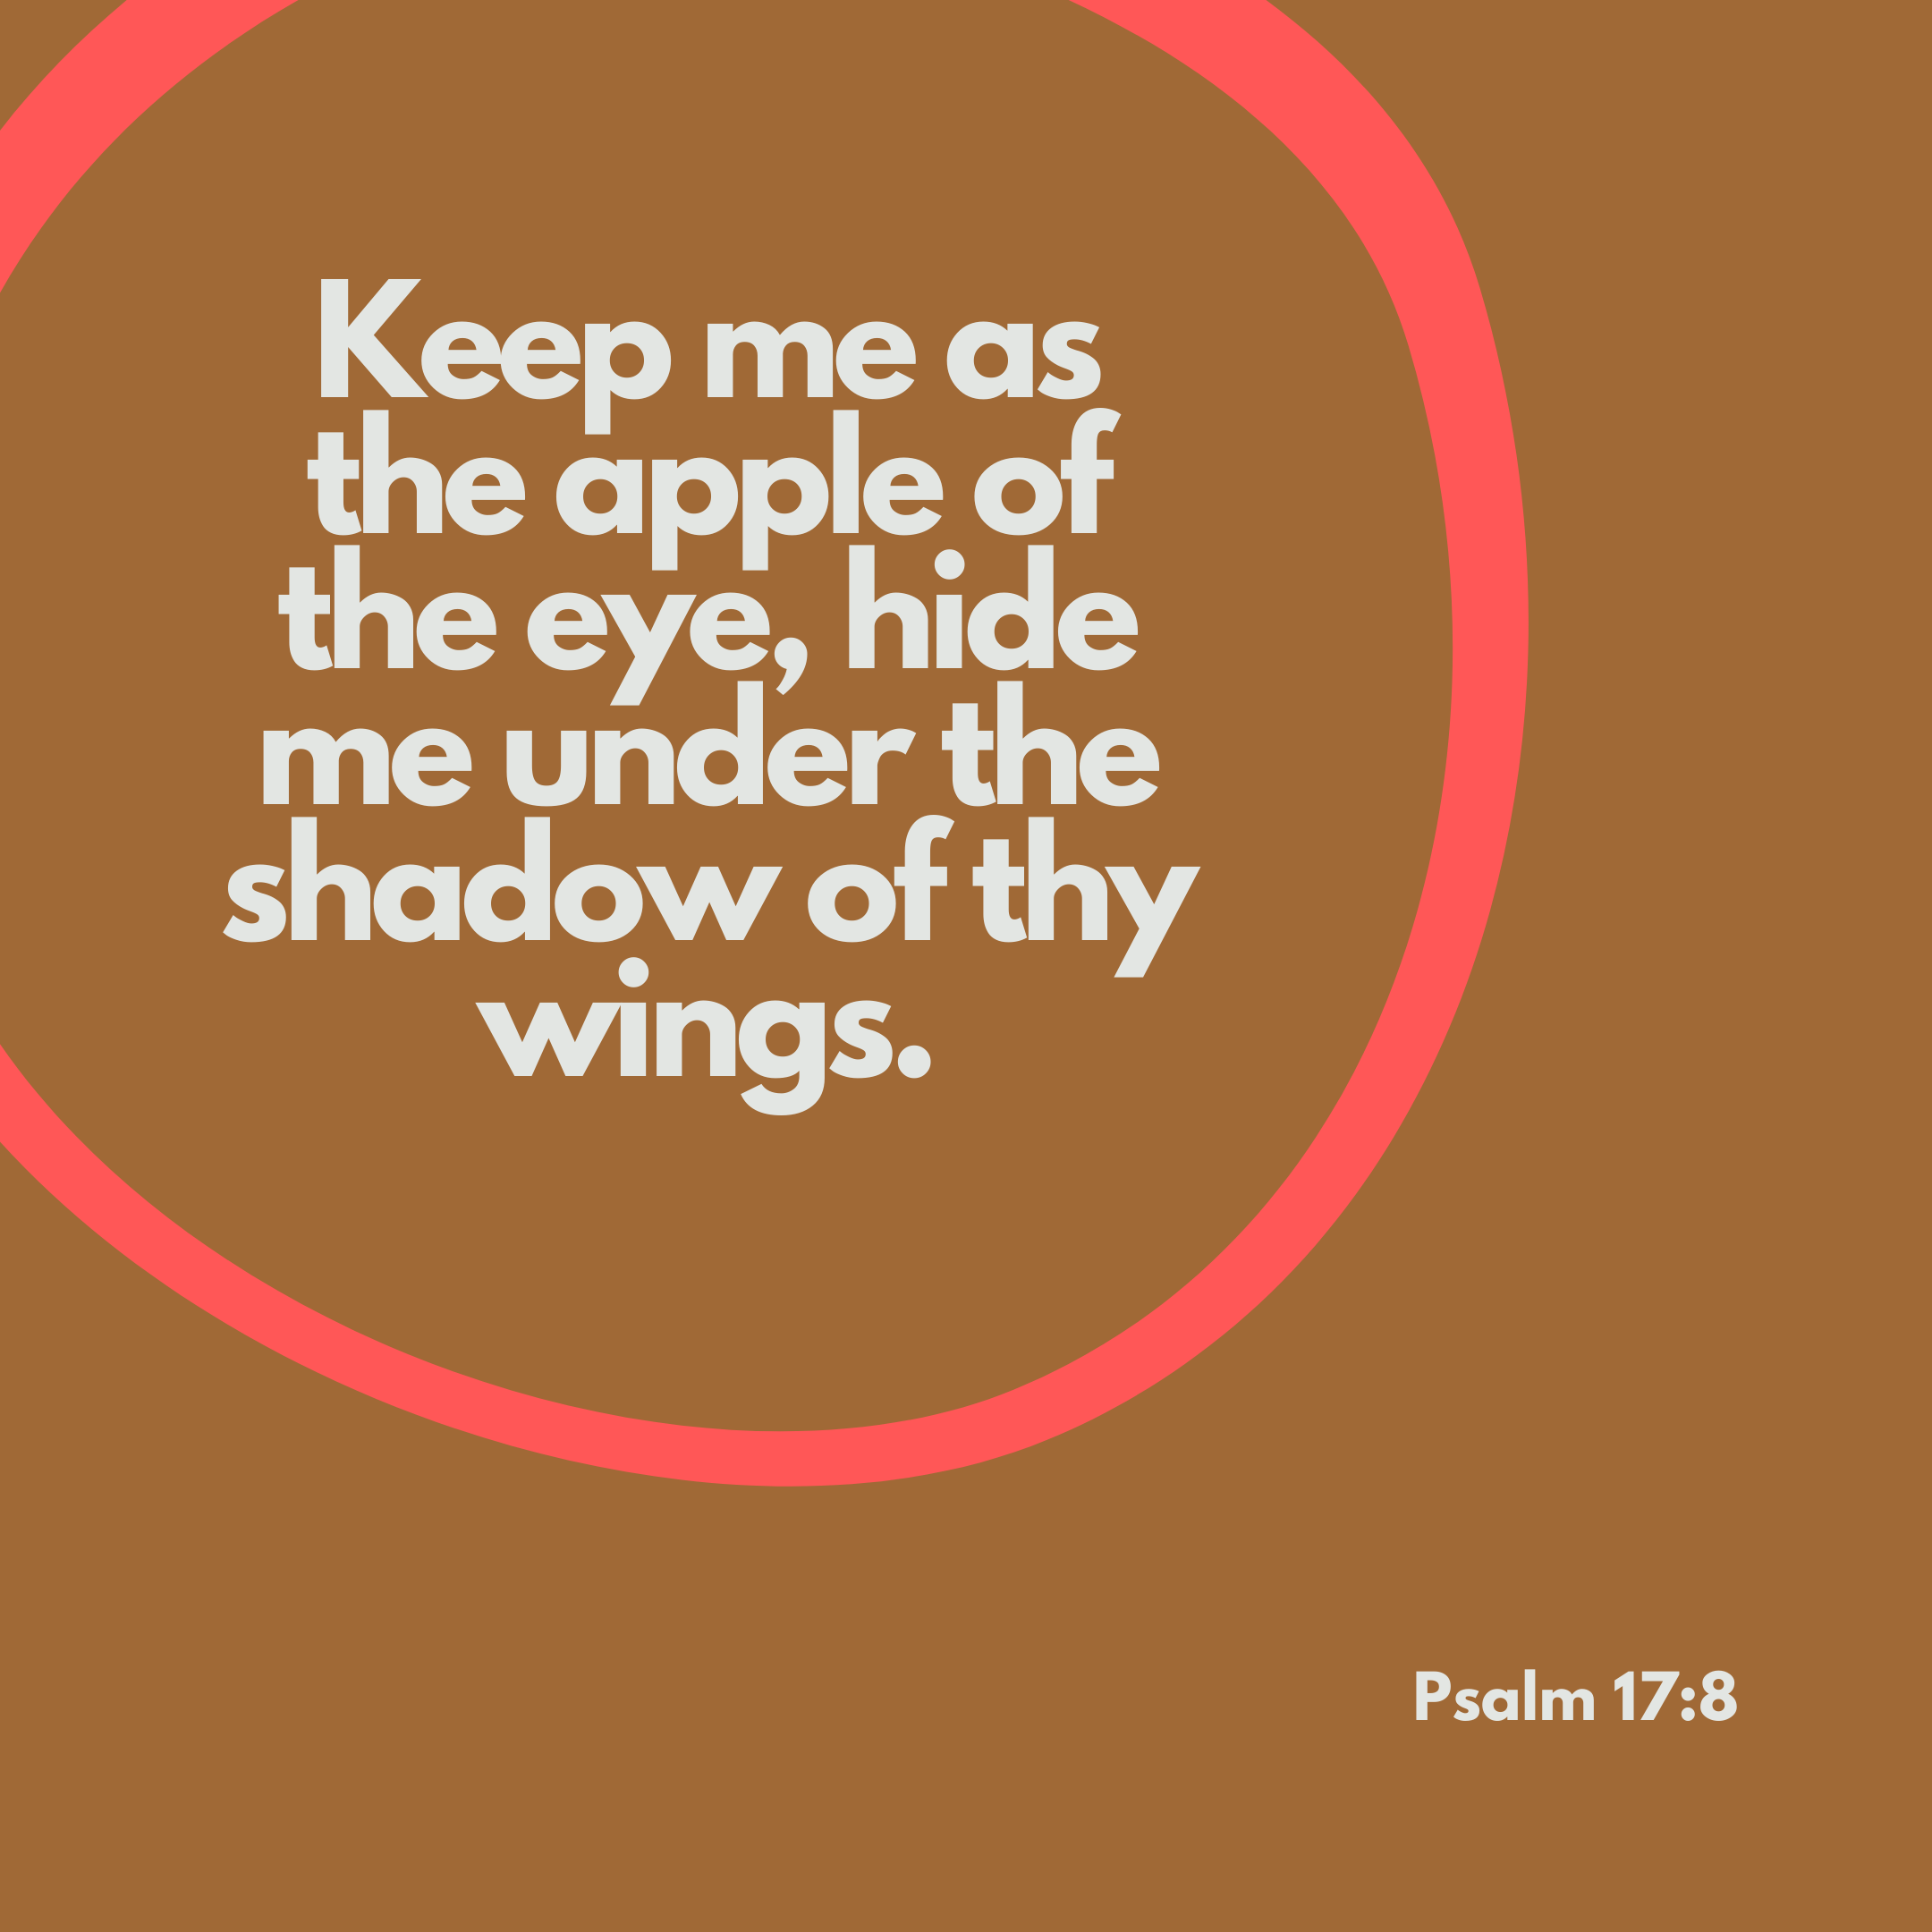 Keep me as
the apple of
the eye, hide
me under the
shadow of thy
wings.
Psalm 17:8